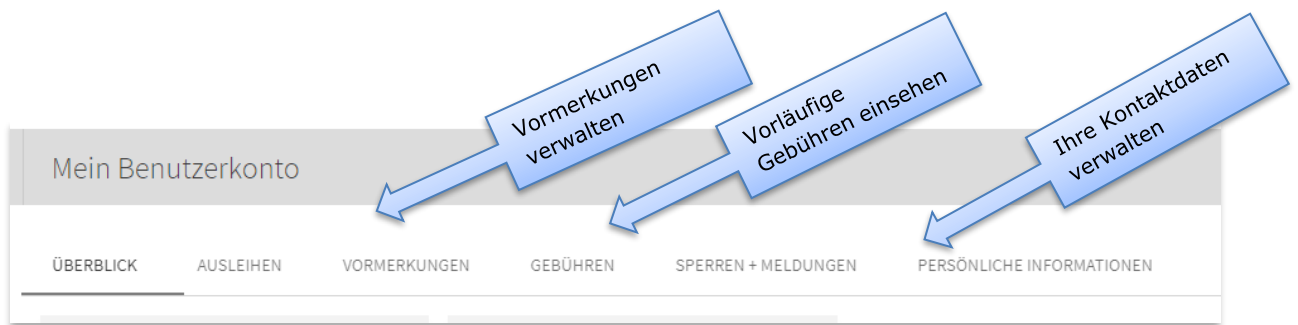 Vormerkungen
verwalten
Vorläufige
Gebühren einsehen
Ihre Kontaktdaten
verwalten
Mein Benutzerkonto
ÜBERBLICK AUSLEIHEN VORMERKUNGEN GEBÜHREN SPERREN + MELDUNGEN PERSÖNLICHE INFORMATIONEN